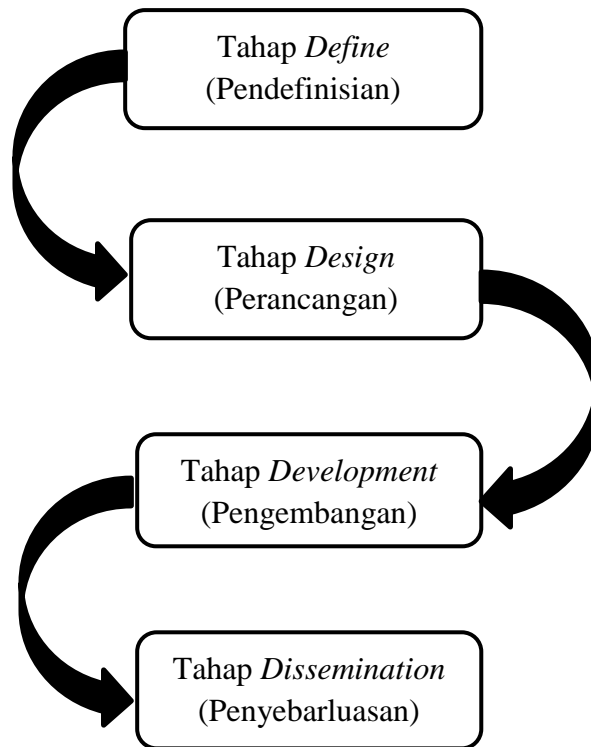 Tahap Define
(Pendefinisian)
Tahap Design
(Perancangan)
Tahap Development
(Pengembangan)
Tahap Dissemination
(Penyebarluasan)